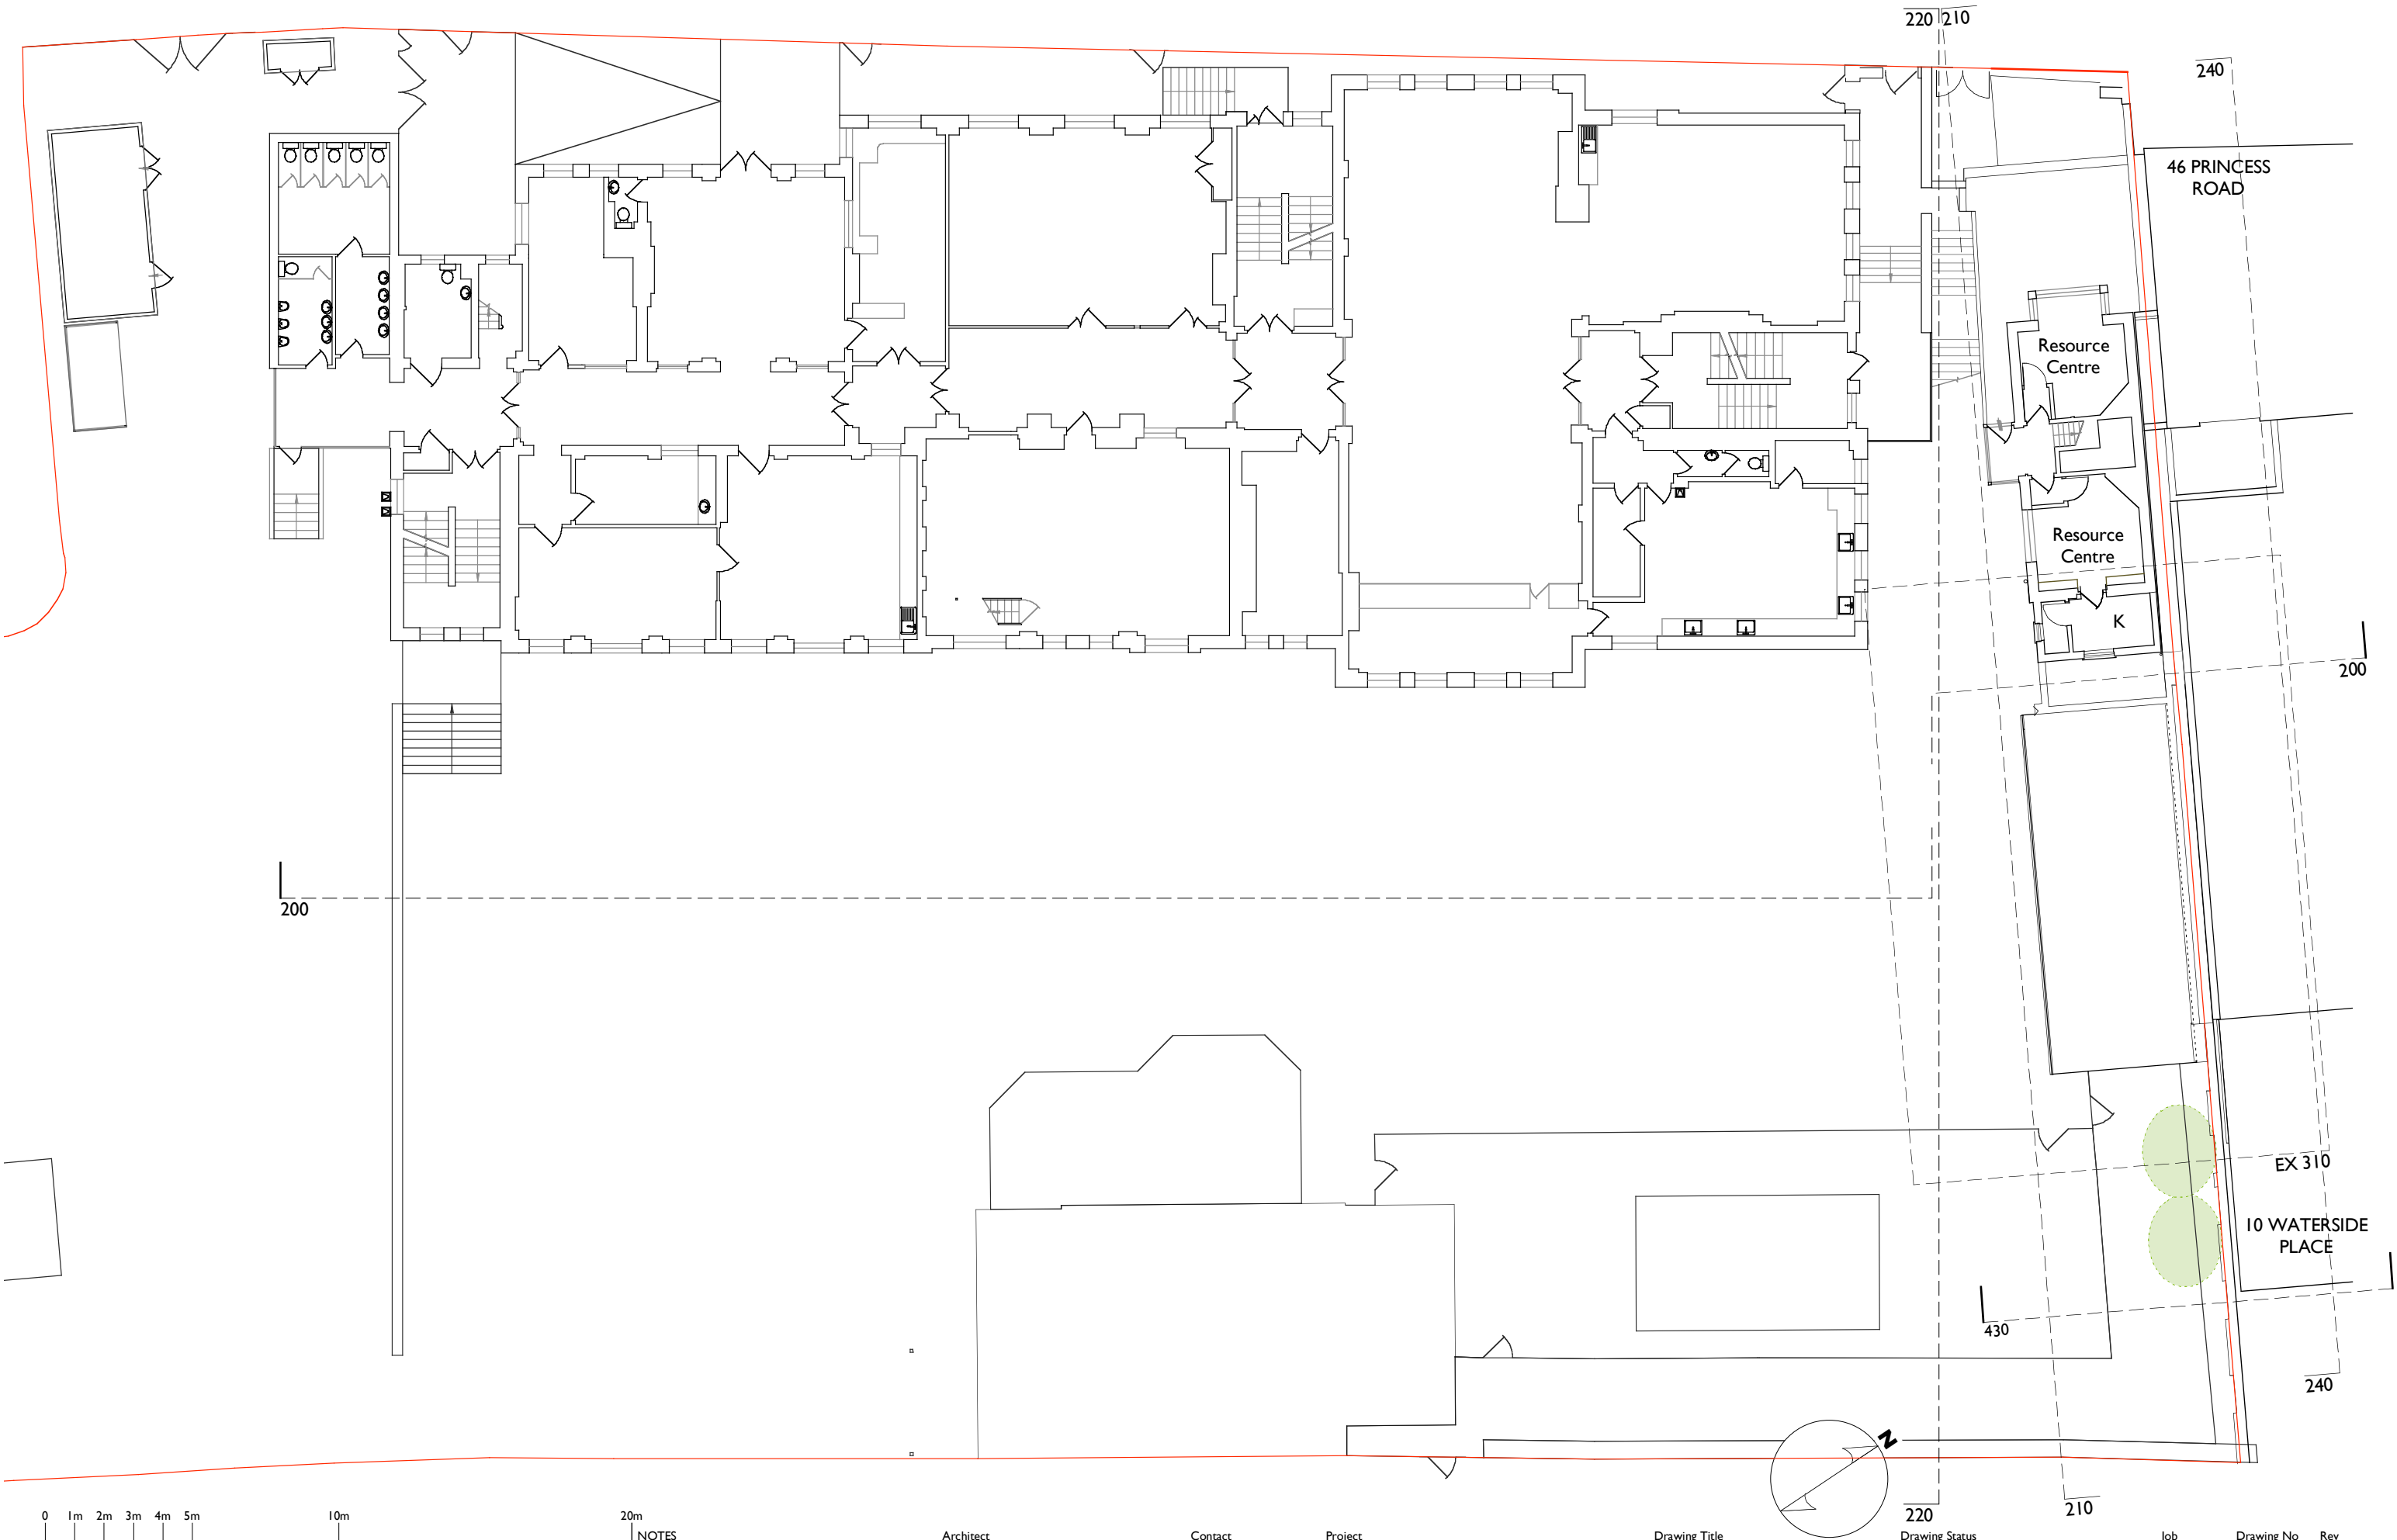 220 210
240
46 PRINCESS
ROAD
Resource
Centre
Resource
Centre
K
200
200
EX 310
10 WATERSIDE
PLACE
430
240
N
220
210
0 1m 2m 3m 4m 5m 10m 20m
NOTES Architect Contact Project Drawing Title Drawing Status Job Drawing No Rev